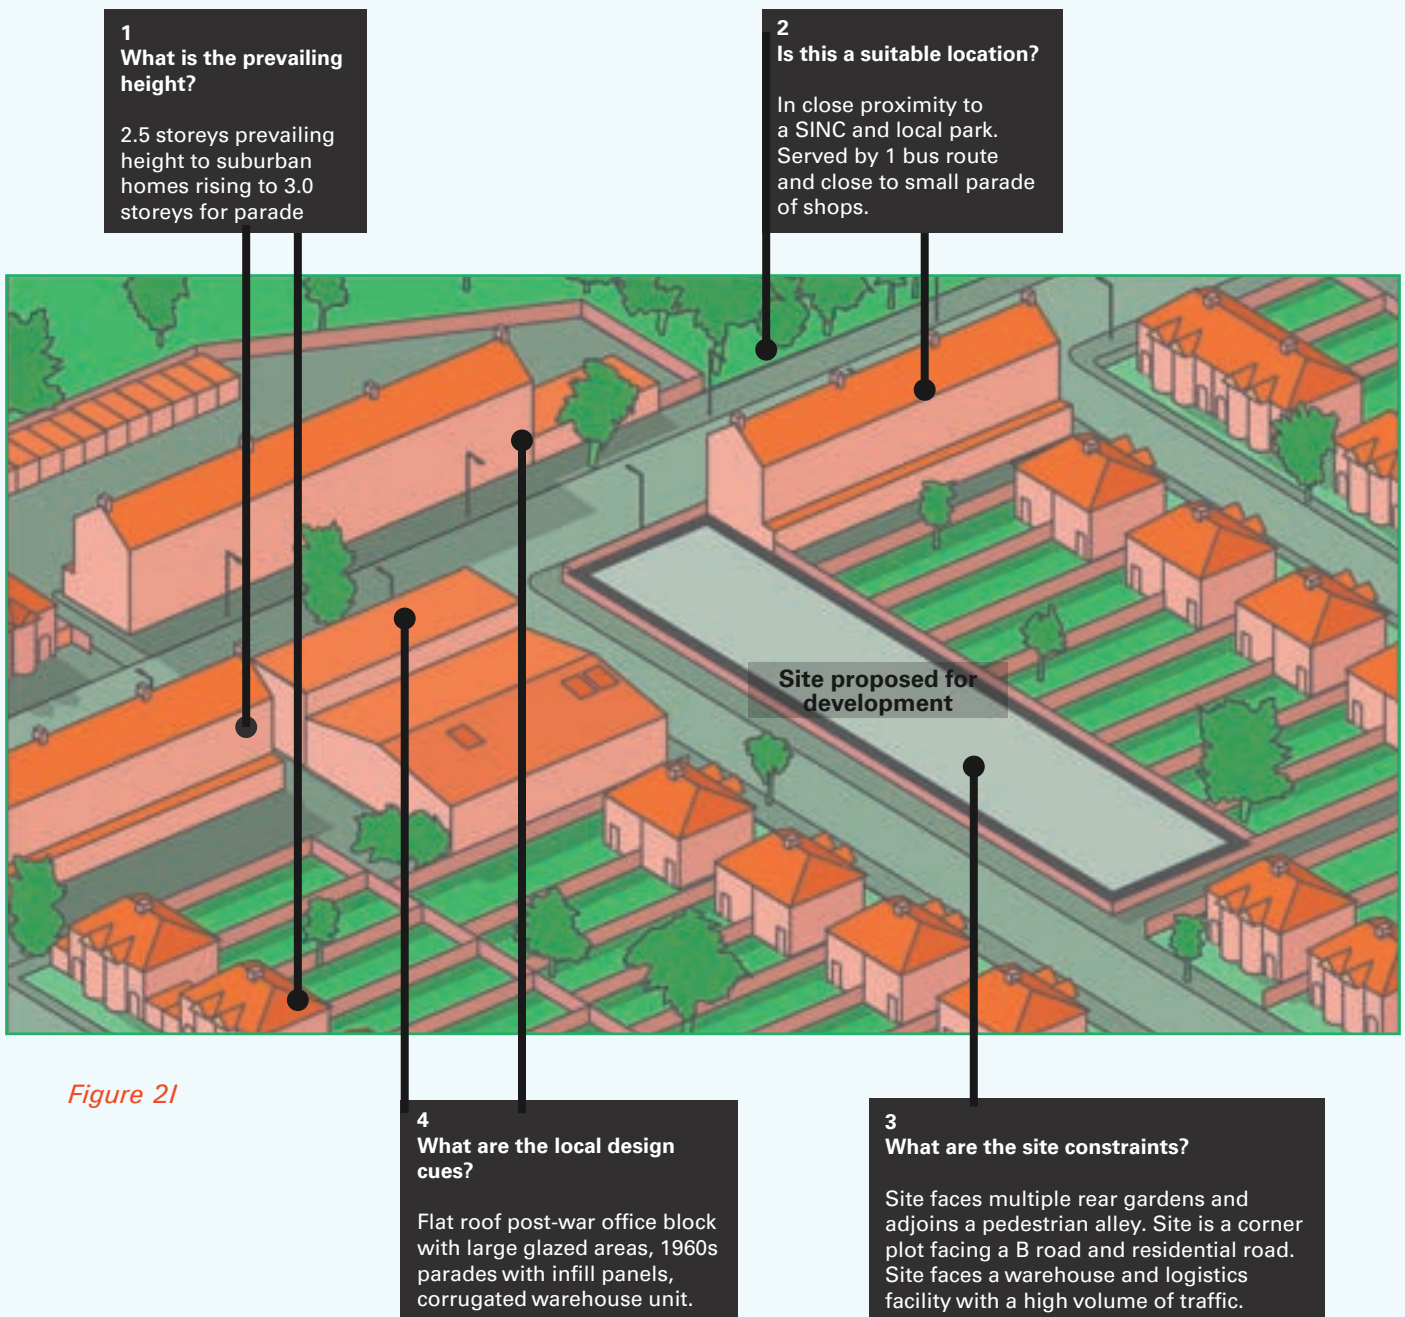 1
What is the prevailing
height?
2.5 storeys prevailing
height to suburban
homes rising to 3.0
storeys for parade
2
Is this a suitable location?
In close proximity to
a SINC and local park.
Served by 1 bus route
and close to small parade
of shops.
Site proposed for
development
Figure 2I
4
What are the local design
cues?
Flat roof post-war office block
with large glazed areas, 1960s
parades with infill panels,
corrugated warehouse unit.
3
What are the site constraints?
Site faces multiple rear gardens and
adjoins a pedestrian alley. Site is a corner
plot facing a B road and residential road.
Site faces a warehouse and logistics
facility with a high volume of traffic.